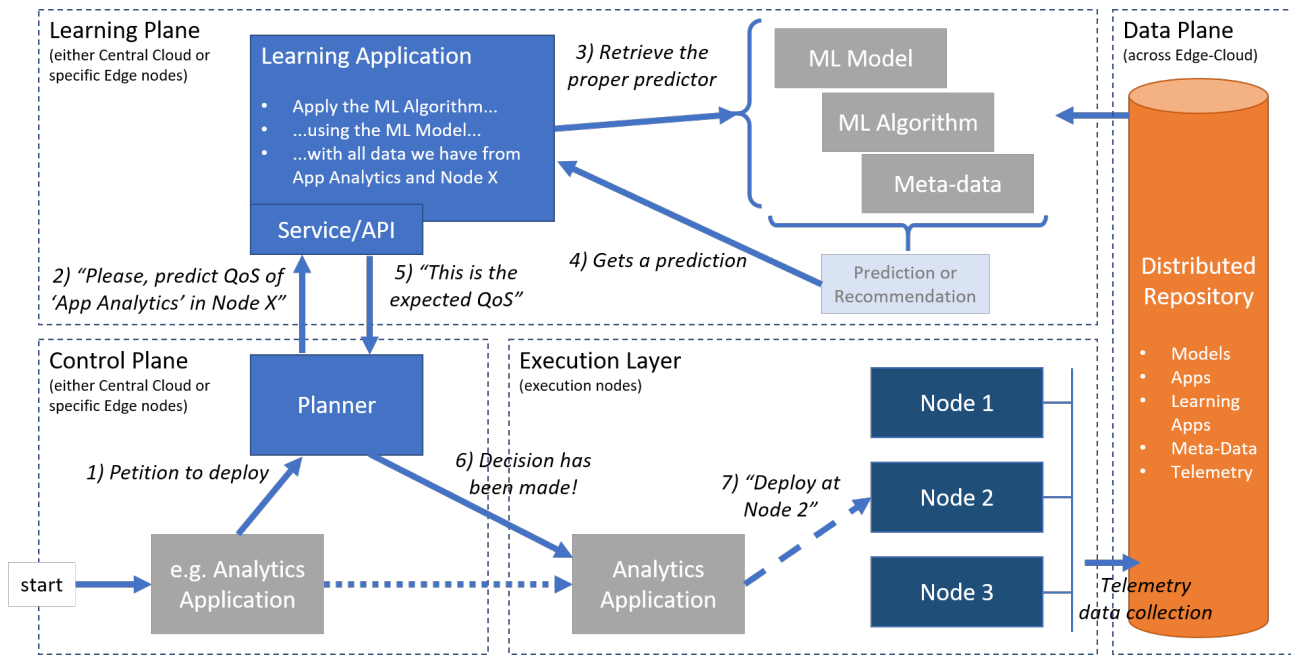 Learning Plane
(either Central Cloud or
specific Edge nodes)
Learning Application
• Apply the ML Algorithm...
• ...using the ML Model...
• ...with all data we have from
App Analytics and Node X
Service/API
3) Retrieve the
proper predictor
ML Model
ML Algorithm
Meta-data
4) Gets a prediction
Prediction or
Recommendation
2) “Please, predict QoS of
‘App Analytics’ in Node X”
5) “This is the
expected QoS”
Data Plane
(across Edge-Cloud)
Distributed
Repository
• Models
• Apps
• Learning
Apps
• Meta-Data
• Telemetry
Control Plane
(either Central Cloud or
specific Edge nodes)
Planner
1) Petition to deploy
6) Decision has
been made!
start
e.g. Analytics
Application
Execution Layer
(execution nodes)
Analytics
Application
7) “Deploy at
Node 2”
Node 1
Node 2
Node 3
Telemetry
data collection